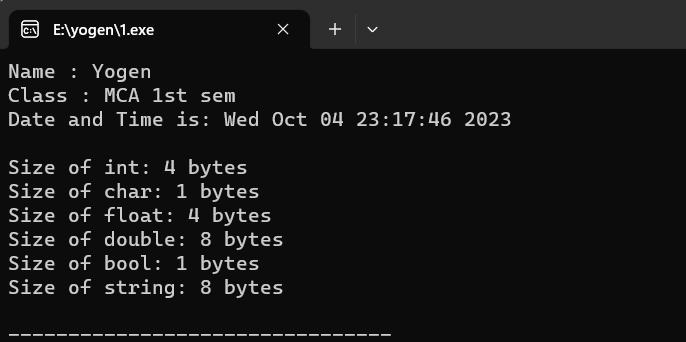 E:\yogen\1.exe
Name : Yogen
Class : MCA 1st sem
Date and Time is: Wed Oct 04 23:17:46 2023
Size of int: 4 bytes
Size of char: 1 bytes
Size of float: 4 bytes
Size of double: 8 bytes
Size of bool: 1 bytes
Size of string: 8 bytes
--------------------------------